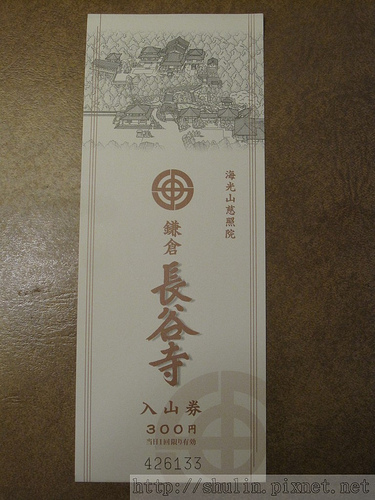 海光山慈照院
鎌倉
長谷寺
入山券
300円
当日1回限り有効
426133
http://shulin.pixnet.net